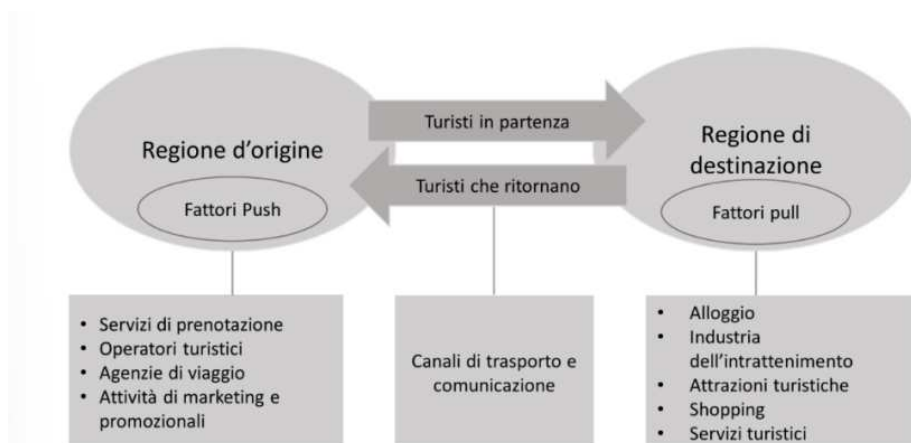 Turisti in partenza
Regione d'origine
Regione di
destinazione
Turisti che ritornano
Fattori Push
Fattori pull
• Servizi di prenotazione
• Operatori turistici
• Agenzie di viaggio
• Attività di marketing e
promozionali
Canali di trasporto e
comunicazione
• Alloggio
• Industria
dell'intrattenimento
• Attrazioni turistiche
• Shopping
• Servizi turistici